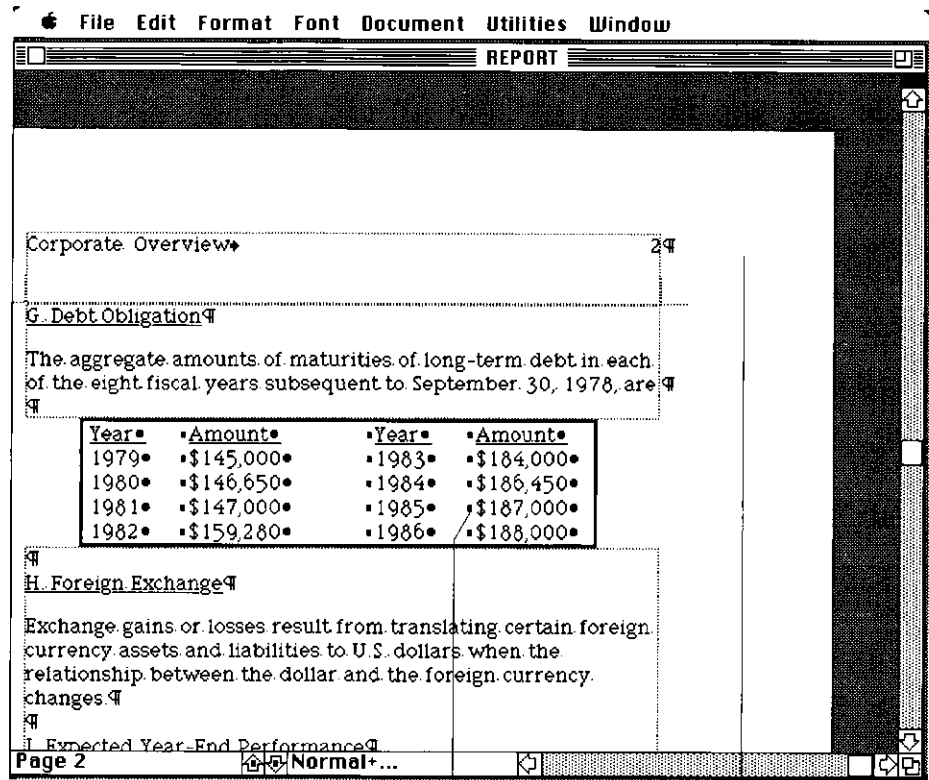 File Edit Format Font Document Utilities Window
REPORT
Corporate Overview 2¶
G. Debt Obligation¶
The aggregate amounts of maturities of long-term debt in each
of the eight fiscal years subsequent to September 30, 1978, are ¶
¶
Year Amount Year Amount
1979 $145,000 1983 $184,000
1980 $146,650 1984 $186,450
1981 $147,000 1985 $187,000
1982 $159,280 1986 $188,000
¶
H. Foreign Exchange¶
Exchange gains or losses result from translating certain foreign
currency assets and liabilities to U.S. dollars when the
relationship between the dollar and the foreign currency
changes.¶
¶
I. Expected Year-End Performance¶
Page 2 Normal+...